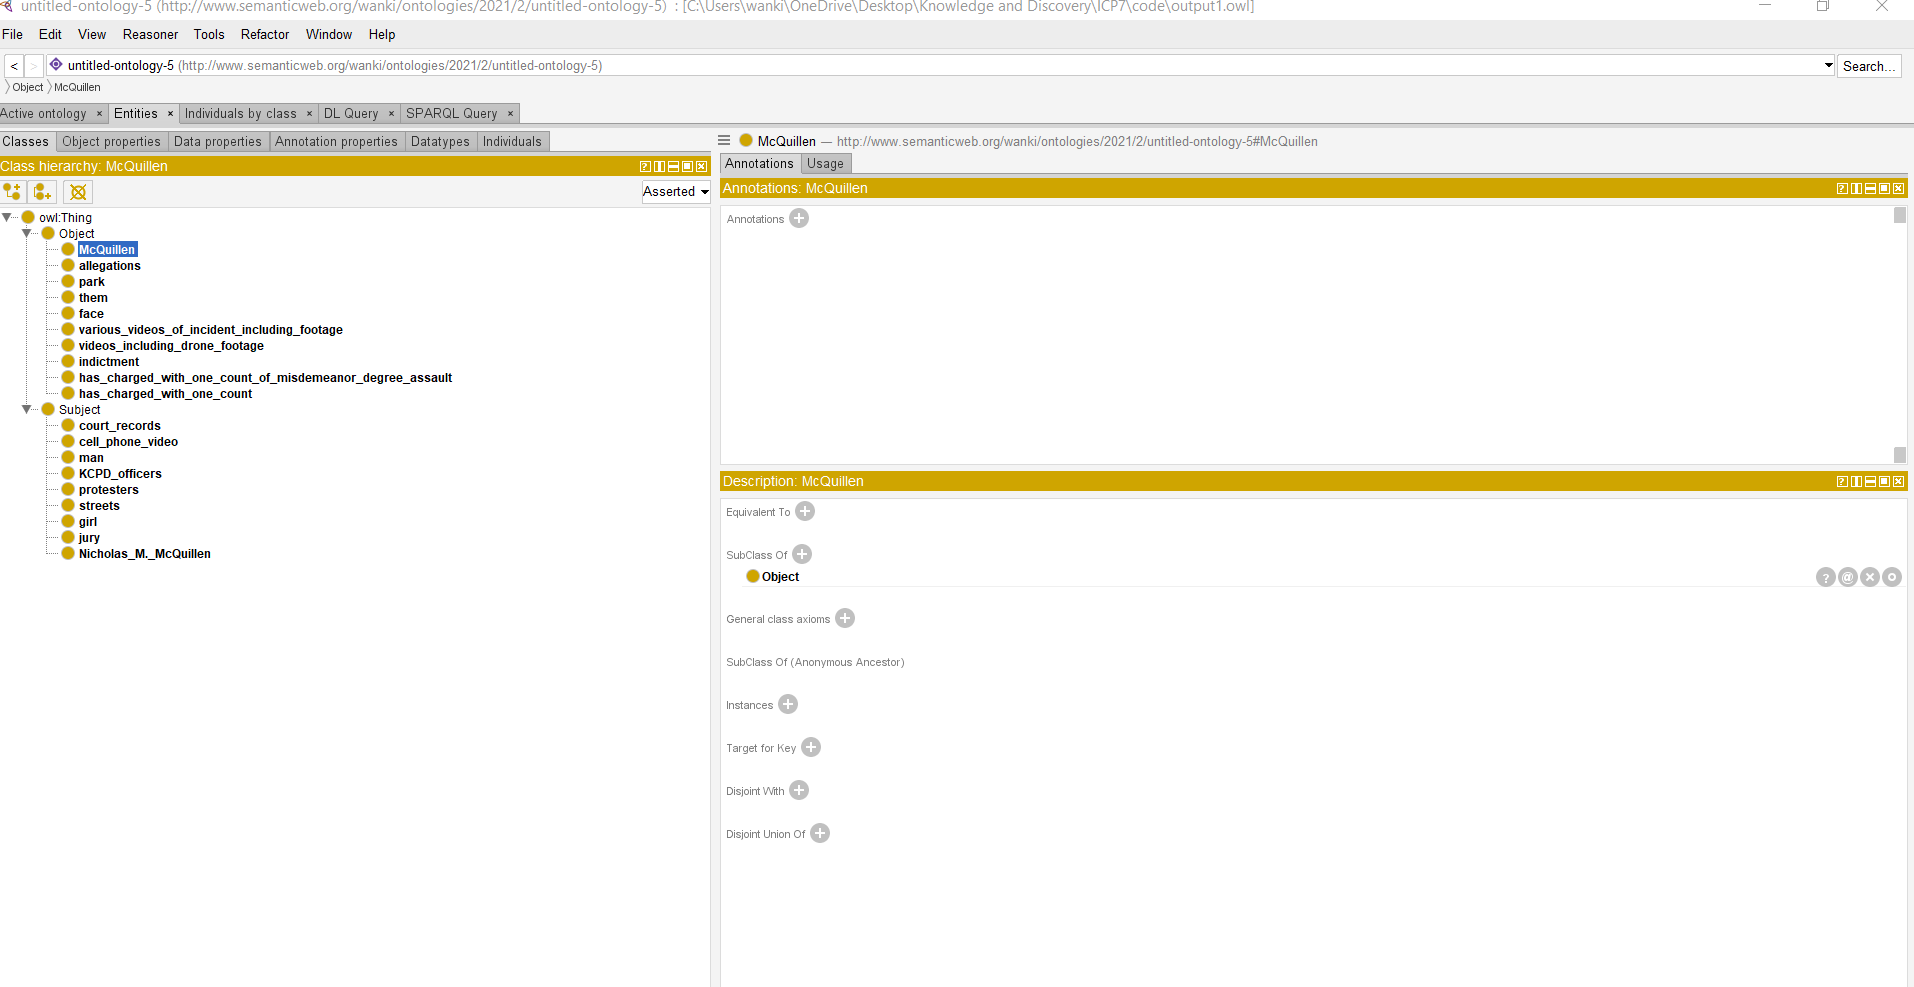 untitled-ontology-5 (http://www.semanticweb.org/wanki/ontologies/2021/2/untitled-ontology-5) : [C:\Users\wanki\OneDrive\Desktop\Knowledge and Discovery\ICP7\code\output1.owl]
File Edit View Reasoner Tools Refactor Window Help
< > untitled-ontology-5 (http://www.semanticweb.org/wanki/ontologies/2021/2/untitled-ontology-5) Search...
Object McQuillen
Active ontology × Entities × Individuals by class × DL Query × SPARQL Query ×
Classes Object properties Data properties Annotation properties Datatypes Individuals
Class hierarchy: McQuillen
Asserted
owl:Thing
Object
McQuillen
allegations
park
them
face
various_videos_of_incident_including_footage
videos_including_drone_footage
indictment
has_charged_with_one_count_of_misdemeanor_degree_assault
has_charged_with_one_count
Subject
court_records
cell_phone_video
man
KCPD_officers
protesters
streets
girl
jury
Nicholas_M._McQuillen
McQuillen — http://www.semanticweb.org/wanki/ontologies/2021/2/untitled-ontology-5#McQuillen
Annotations Usage
Annotations: McQuillen
Annotations
Description: McQuillen
Equivalent To
SubClass Of
Object
General class axioms
SubClass Of (Anonymous Ancestor)
Instances
Target for Key
Disjoint With
Disjoint Union Of